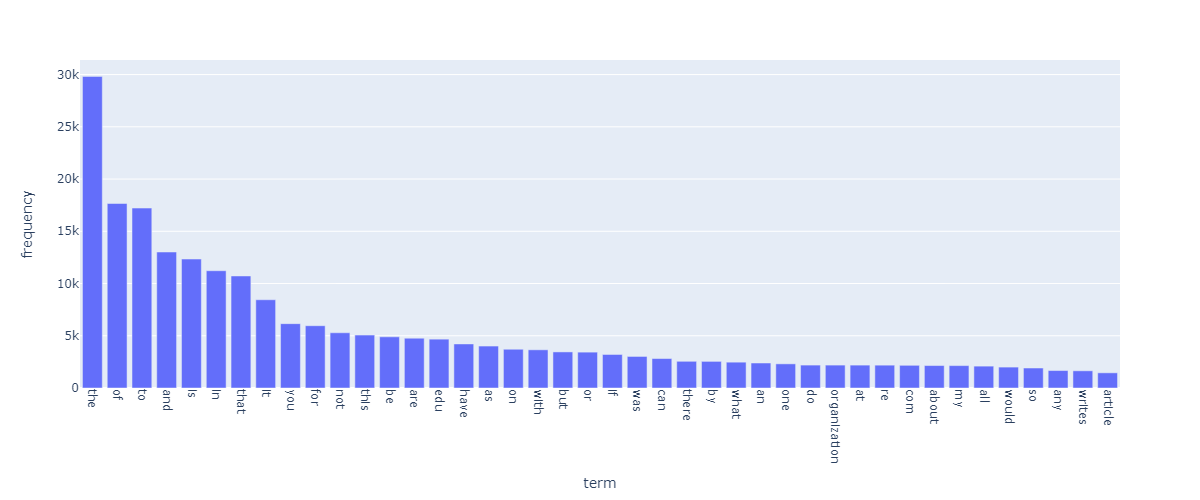 30k
25k
20k
15k
10k
5k
0
frequency
the
of
to
and
is
in
that
it
you
for
not
this
be
are
edu
have
as
on
with
but
or
if
was
can
there
by
what
an
one
do
organization
at
re
com
about
my
all
would
so
any
writes
article
term